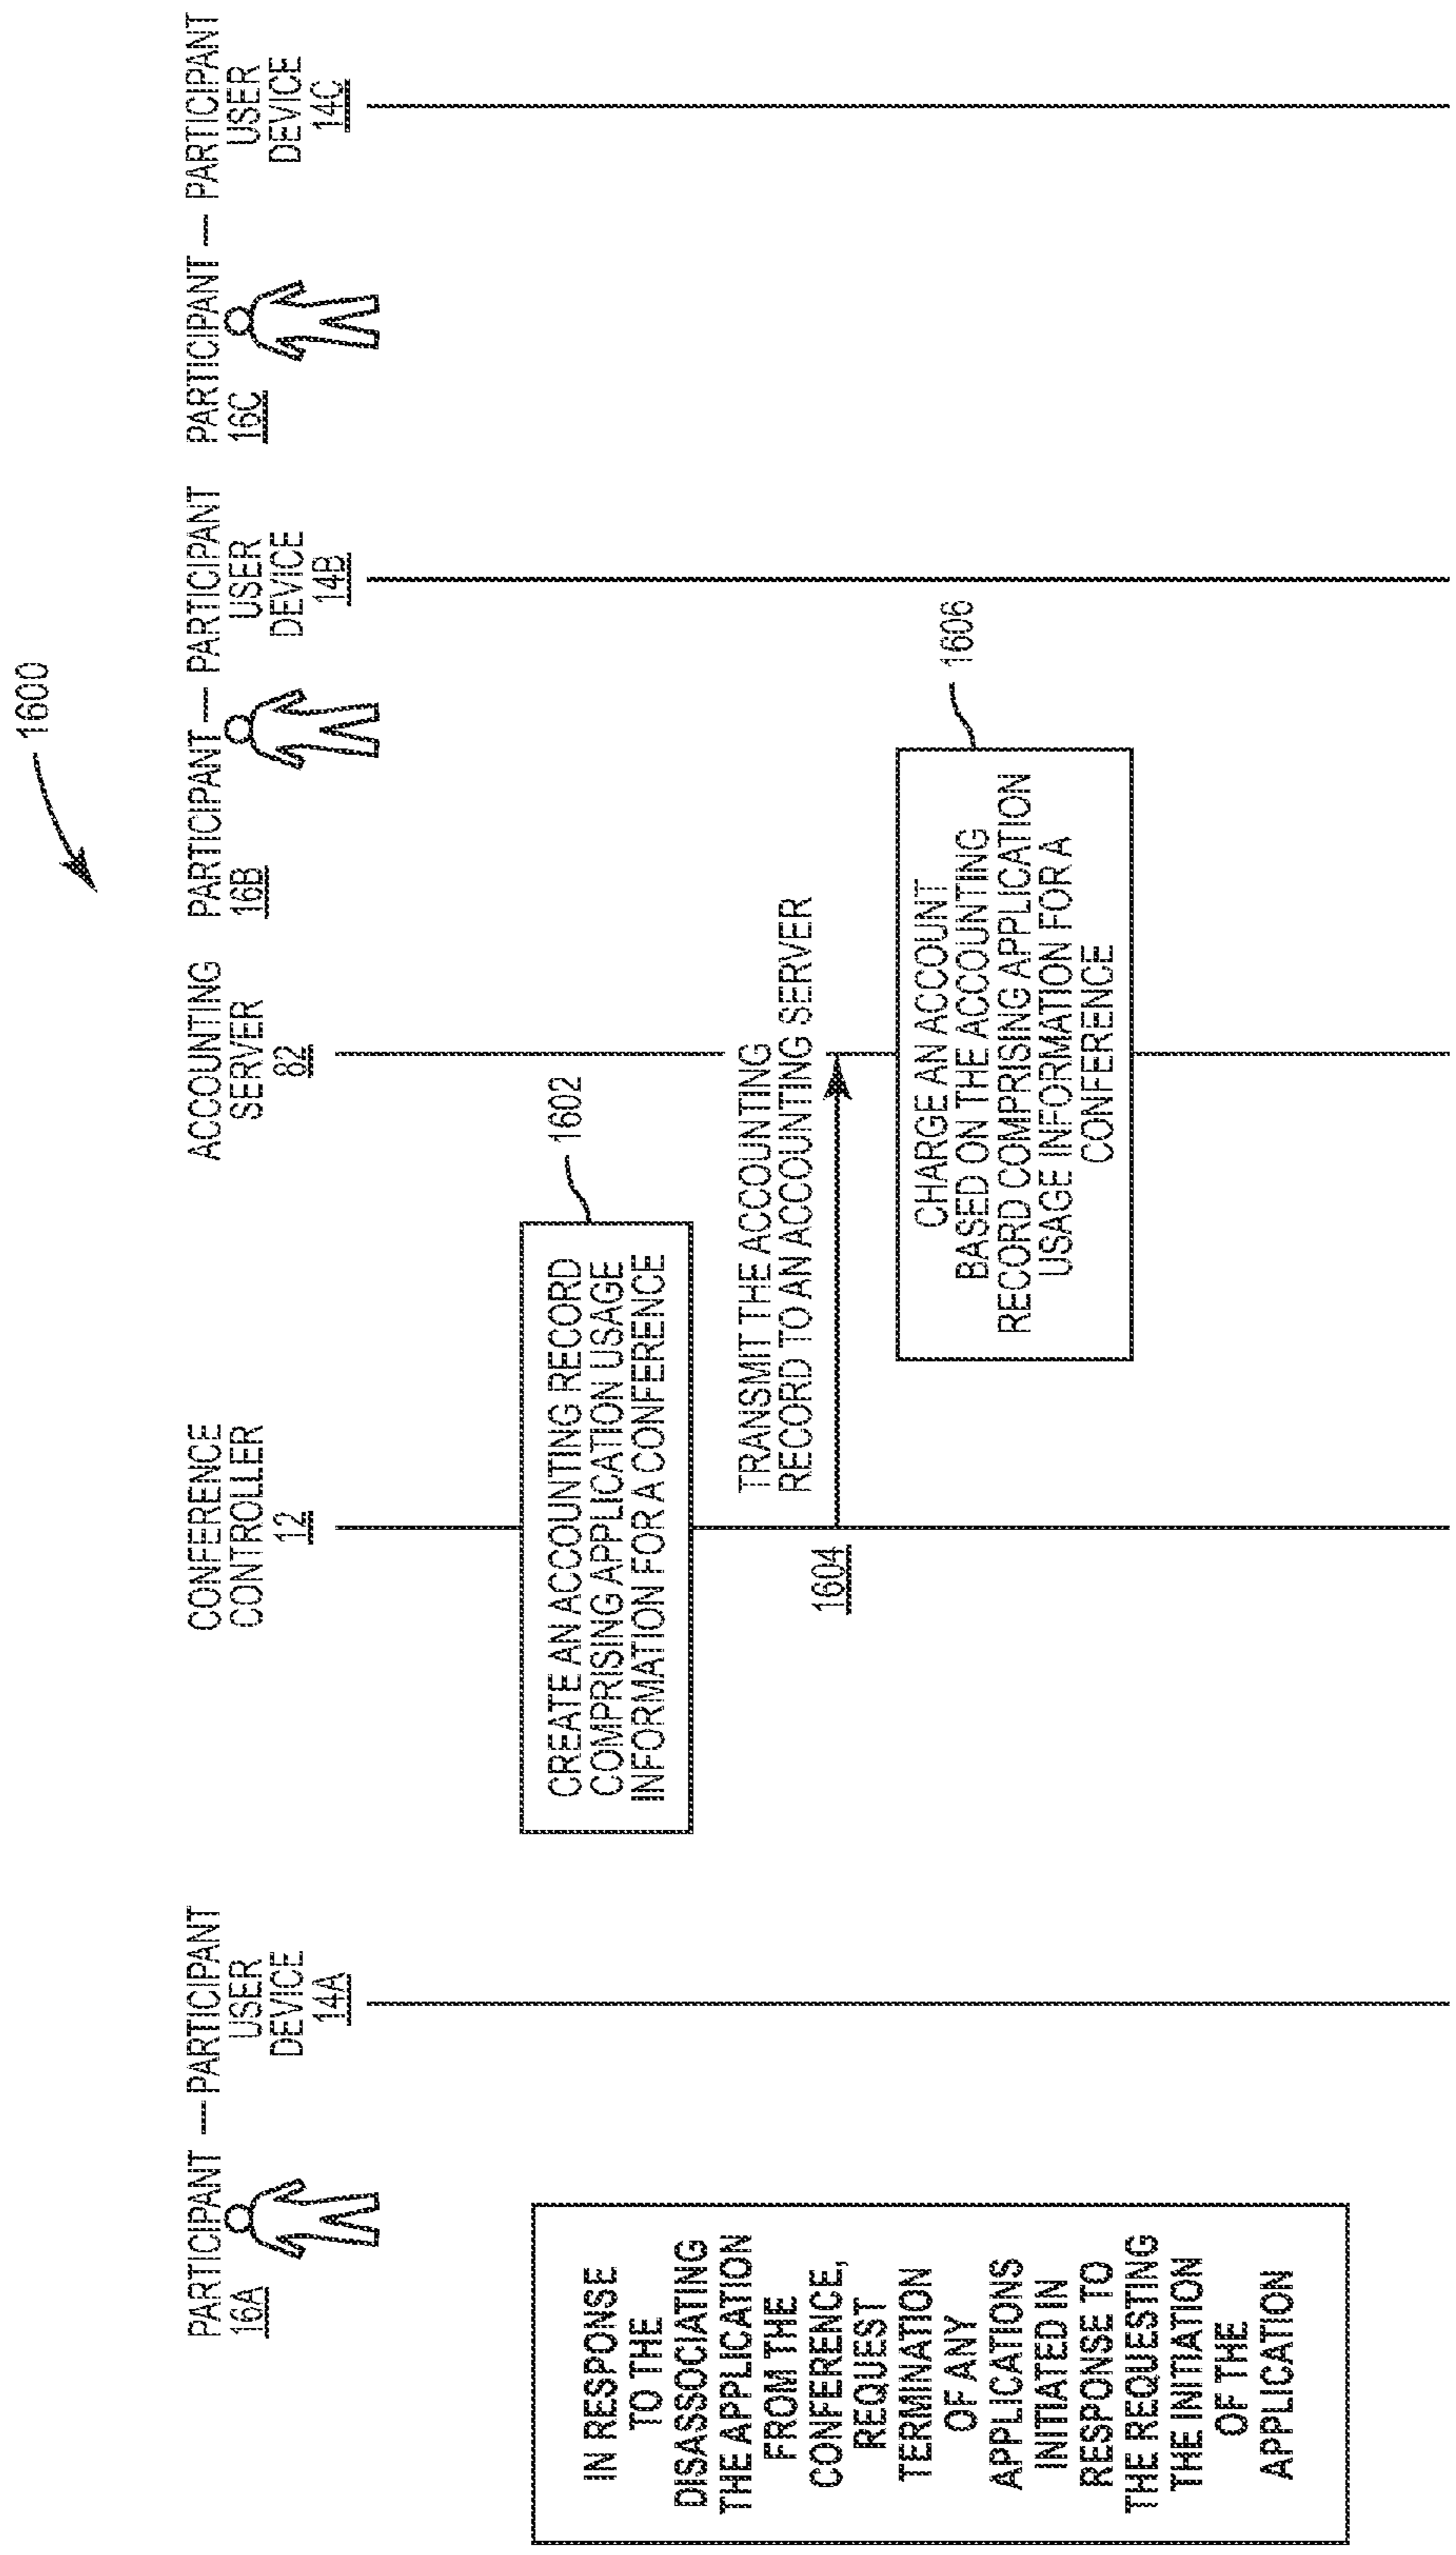 1600
PARTICIPANT — PARTICIPANT
16A
USER
DEVICE
14A
CONFERENCE
CONTROLLER
12
ACCOUNTING
SERVER
82
PARTICIPANT — PARTICIPANT
16B
USER
DEVICE
14B
PARTICIPANT — PARTICIPANT
16C
USER
DEVICE
14C
IN RESPONSE
TO THE
DISASSOCIATING
THE APPLICATION
FROM THE
CONFERENCE,
REQUEST
TERMINATION
OF ANY
APPLICATIONS
INITIATED IN
RESPONSE TO
THE REQUESTING
THE INITIATION
OF THE
APPLICATION
1602
CREATE AN ACCOUNTING RECORD
COMPRISING APPLICATION USAGE
INFORMATION FOR A CONFERENCE
TRANSMIT THE ACCOUNTING
RECORD TO AN ACCOUNTING SERVER
1604
1606
CHARGE AN ACCOUNT
BASED ON THE ACCOUNTING
RECORD COMPRISING APPLICATION
USAGE INFORMATION FOR A
CONFERENCE